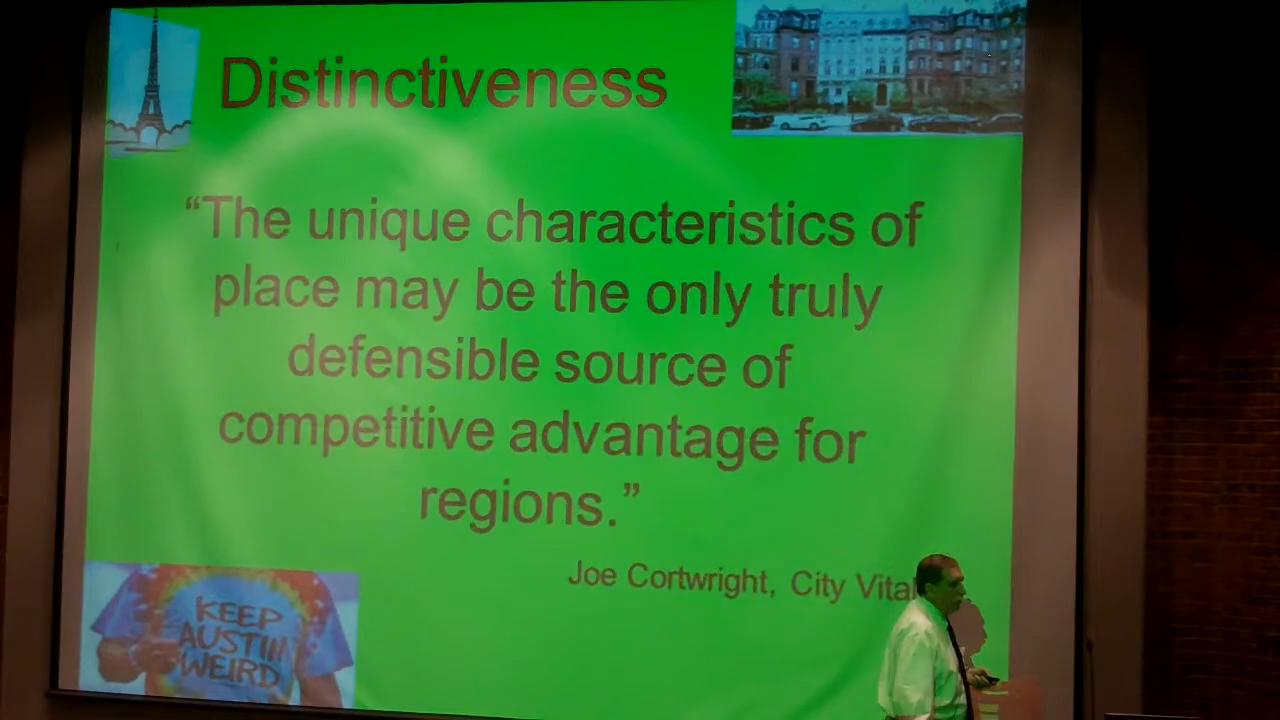 Distinctiveness
“The unique characteristics of
place may be the only truly
defensible source of
competitive advantage for
regions.”
Joe Cortwright, City Vital
KEEP
AUSTIN
WEIRD